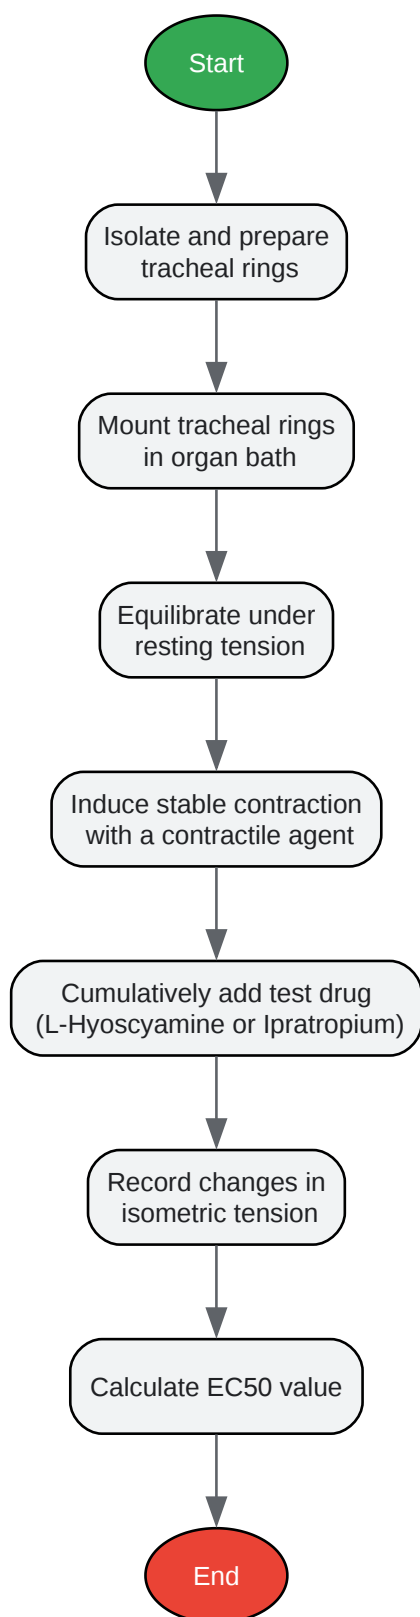 Start
Isolate and prepare
tracheal rings
Mount tracheal rings
in organ bath
Equilibrate under
resting tension
Induce stable contraction
with a contractile agent
Cumulatively add test drug
(L-Hyoscyamine or Ipratropium)
Record changes in
isometric tension
Calculate EC50 value
End